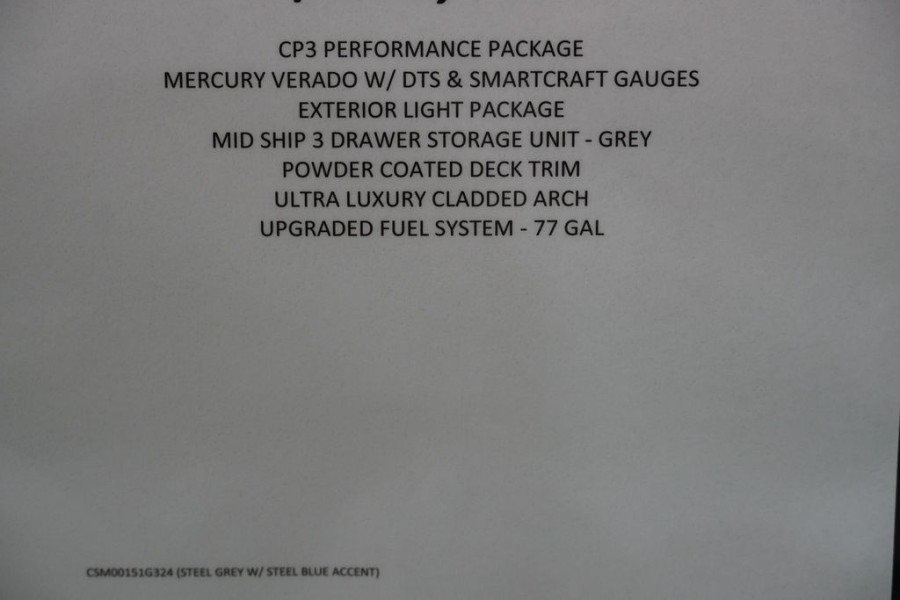 CP3 PERFORMANCE PACKAGE
MERCURY VERADO W/ DTS & SMARTCRAFT GAUGES
EXTERIOR LIGHT PACKAGE
MID SHIP 3 DRAWER STORAGE UNIT - GREY
POWDER COATED DECK TRIM
ULTRA LUXURY CLADDED ARCH
UPGRADED FUEL SYSTEM - 77 GAL
CSM00151G324 (STEEL GREY W/ STEEL BLUE ACCENT)